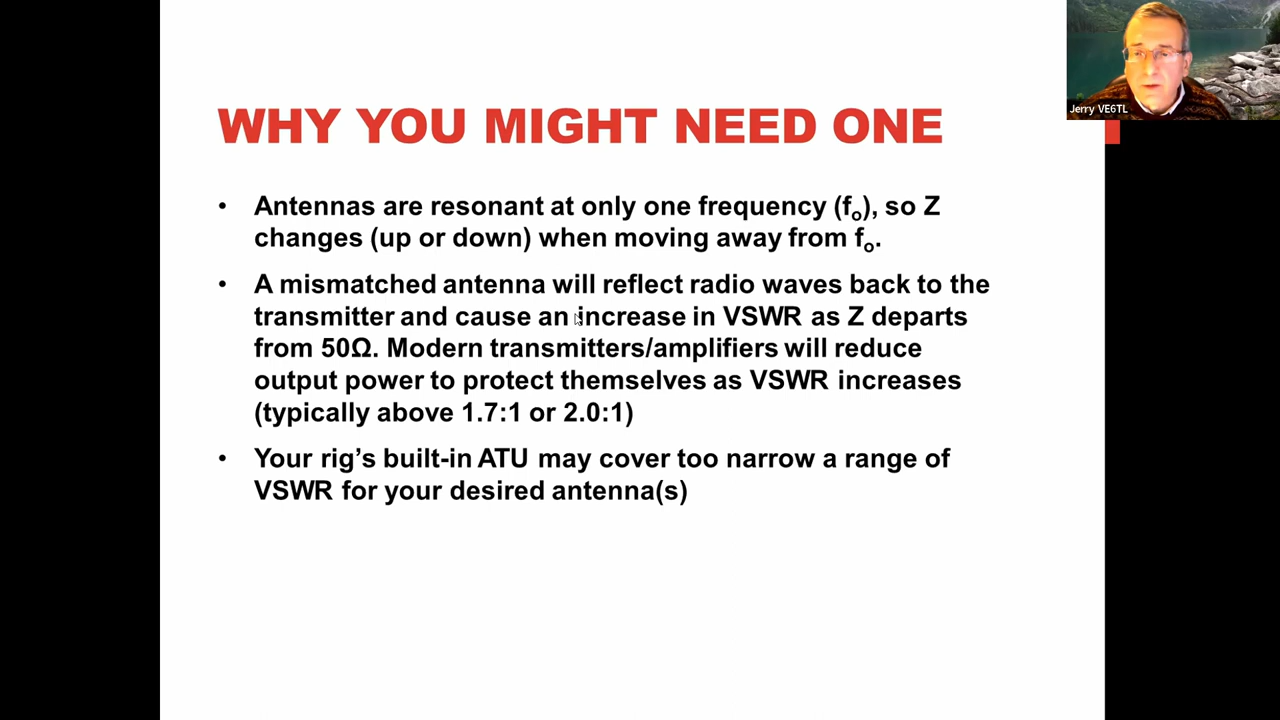 Jerry VE6TL
WHY YOU MIGHT NEED ONE
• Antennas are resonant at only one frequency (fo), so Z
changes (up or down) when moving away from fo.
• A mismatched antenna will reflect radio waves back to the
transmitter and cause an increase in VSWR as Z departs
from 50Ω. Modern transmitters/amplifiers will reduce
output power to protect themselves as VSWR increases
(typically above 1.7:1 or 2.0:1)
• Your rig’s built-in ATU may cover too narrow a range of
VSWR for your desired antenna(s)